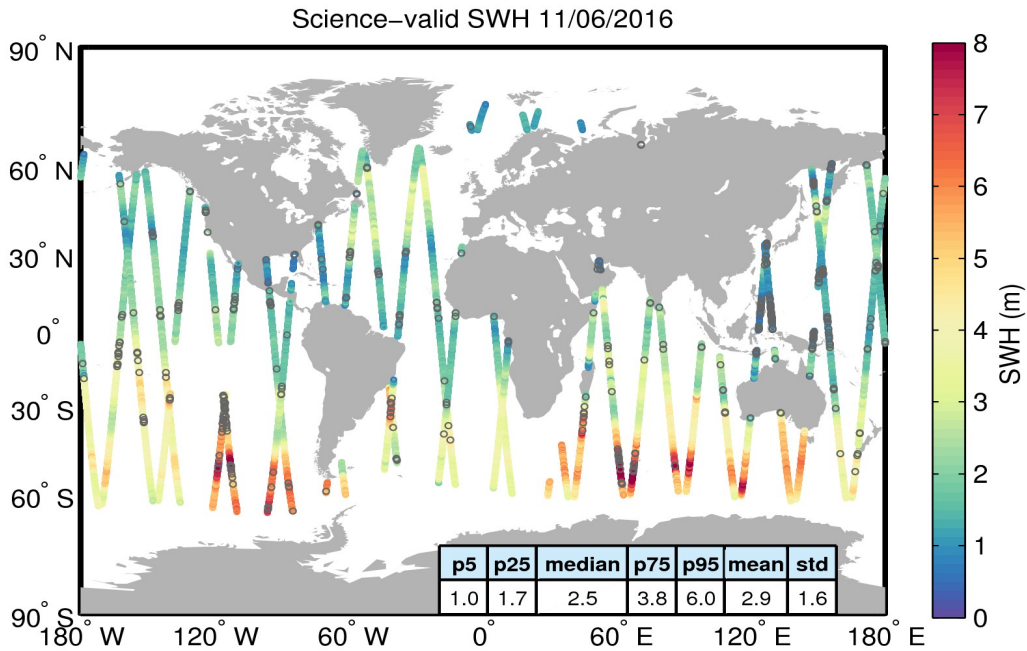 Science−valid SWH 11/06/2016
90° N
60° N
30° N
0°
30° S
60° S
90° S
180° W
120° W
60° W
0°
60° E
120° E
180° E
p5 p25 median p75 p95 mean std
1.0 1.7 2.5 3.8 6.0 2.9 1.6
8
7
6
5
4
3
2
1
0
SWH (m)